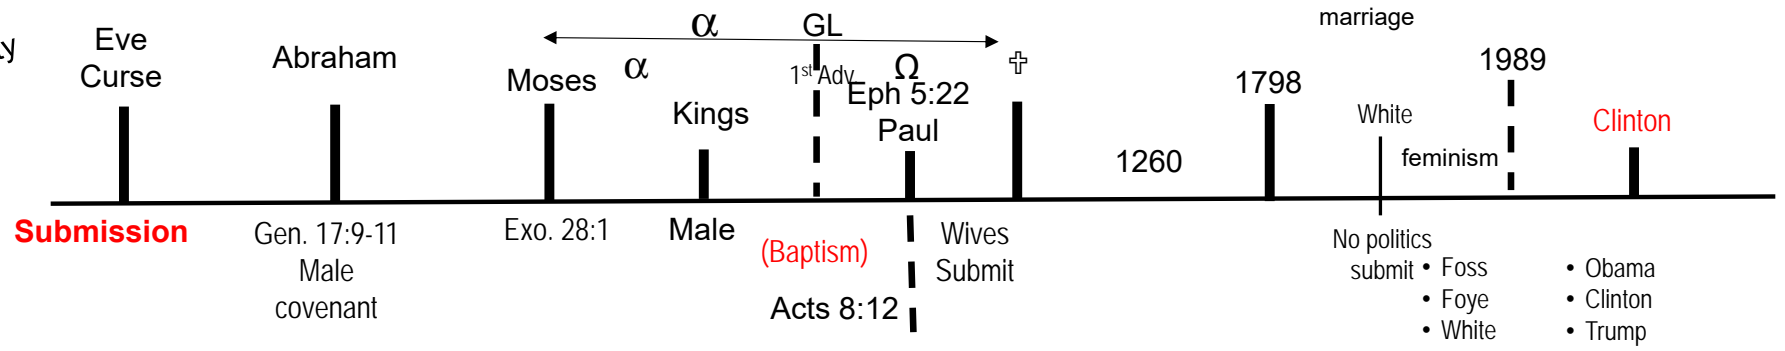 marriage
Eve
Curse
Abraham
Moses
α
α
Kings
GL
1st Adv.
Ω
Eph 5:22
Paul
✞
1260
1798
White
feminism
1989
Clinton
Submission
Gen. 17:9-11
Male
covenant
Exo. 28:1
Male
(Baptism)
Acts 8:12
Wives
Submit
No politics
submit
• Foss
• Foye
• White
• Obama
• Clinton
• Trump